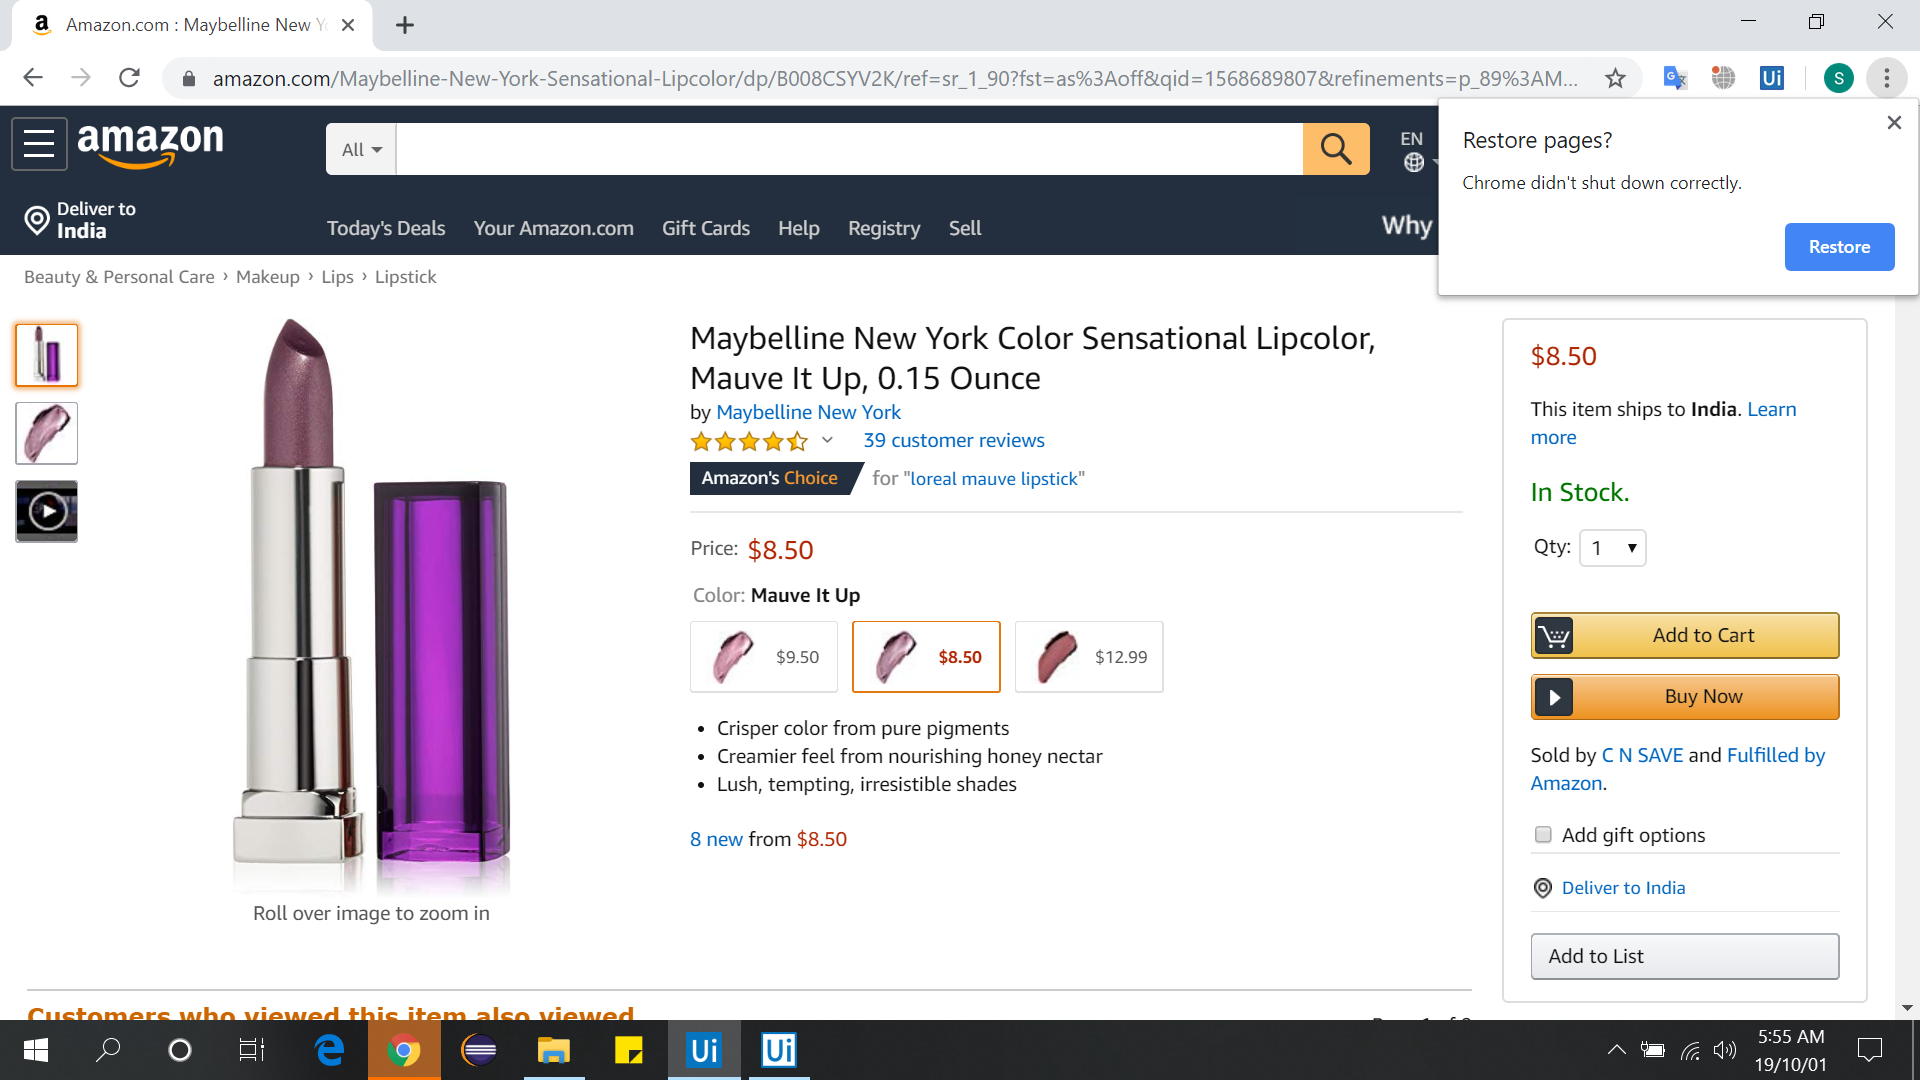 Amazon.com : Maybelline New Y
amazon.com/Maybelline-New-York-Sensational-Lipcolor/dp/B008CSYV2K/ref=sr_1_90?fst=as%3Aoff&qid=1568689807&refinements=p_89%3AM...
S
Restore pages?
Chrome didn't shut down correctly.
Restore
amazon
All
EN
Deliver to
India
Today's Deals
Your Amazon.com
Gift Cards
Help
Registry
Sell
Why
Beauty & Personal Care › Makeup › Lips › Lipstick
Maybelline New York Color Sensational Lipcolor,
Mauve It Up, 0.15 Ounce
by Maybelline New York
39 customer reviews
Amazon's Choice for "loreal mauve lipstick"
Price: $8.50
Color: Mauve It Up
$9.50
$8.50
$12.99
• Crisper color from pure pigments
• Creamier feel from nourishing honey nectar
• Lush, tempting, irresistible shades
8 new from $8.50
Roll over image to zoom in
$8.50
This item ships to India. Learn
more
In Stock.
Qty: 1
Add to Cart
Buy Now
Sold by C N SAVE and Fulfilled by
Amazon.
Add gift options
Deliver to India
Add to List
Customers who viewed this item also viewed
Ui
Ui
Ui
5:55 AM
19/10/01